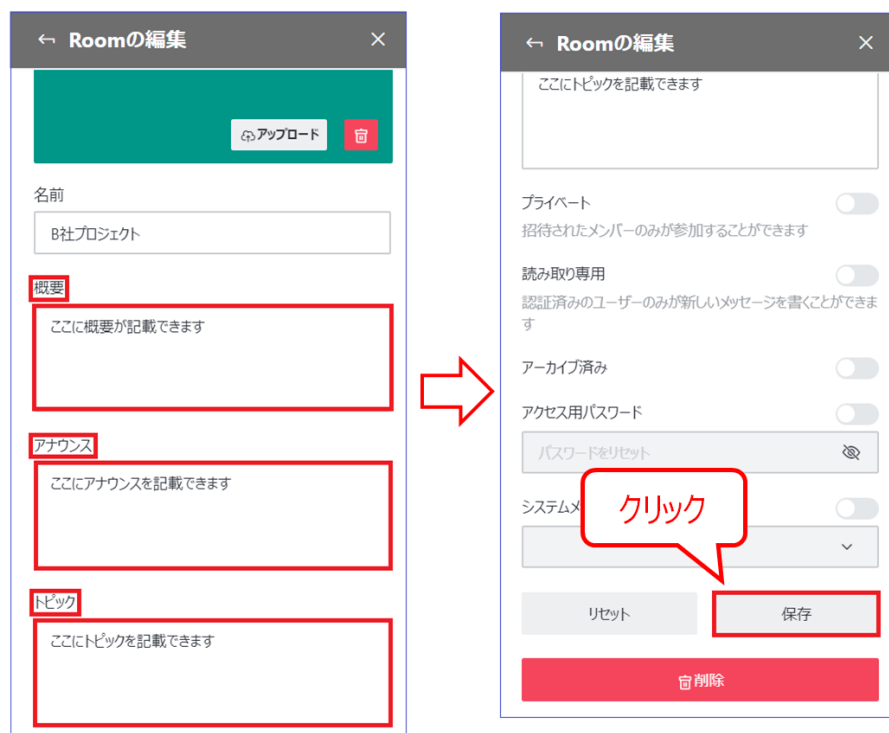 Roomの編集
アップロード
名前
B社プロジェクト
概要
ここに概要が記載できます
アナウンス
ここにアナウンスを記載できます
トピック
ここにトピックを記載できます
Roomの編集
ここにトピックを記載できます
プライベート
招待されたメンバーのみが参加することができます
読み取り専用
認証済みのユーザーのみが新しいメッセージを書くことができま
す
アーカイブ済み
アクセス用パスワード
パスワードをリセット
システムメ
クリック
リセット
保存
削除